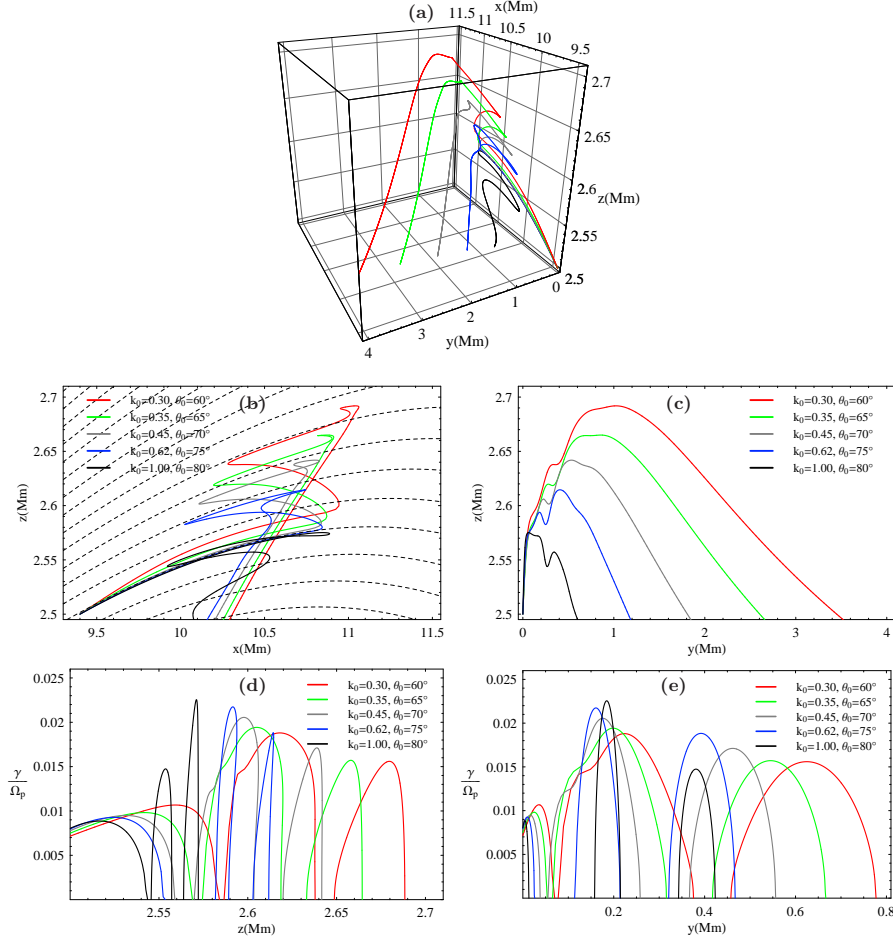 (a)
x(Mm)
11.5
11
10.5
10
9.5
2.7
2.65
2.6
z(Mm)
2.55
2.5
4
3
2
1
0
y(Mm)
(b)
k0=0.30, θ0=60°
k0=0.35, θ0=65°
k0=0.45, θ0=70°
k0=0.62, θ0=75°
k0=1.00, θ0=80°
2.7
2.65
2.6
2.55
2.5
z(Mm)
9.5 10 10.5 11 11.5
x(Mm)
(c)
k0=0.30, θ0=60°
k0=0.35, θ0=65°
k0=0.45, θ0=70°
k0=0.62, θ0=75°
k0=1.00, θ0=80°
2.7
2.65
2.6
2.55
2.5
z(Mm)
0 1 2 3 4
y(Mm)
(d)
k0=0.30, θ0=60°
k0=0.35, θ0=65°
k0=0.45, θ0=70°
k0=0.62, θ0=75°
k0=1.00, θ0=80°
0.025
0.02
0.015
0.01
0.005
γ
Ωp
2.55 2.6 2.65 2.7
z(Mm)
(e)
k0=0.30, θ0=60°
k0=0.35, θ0=65°
k0=0.45, θ0=70°
k0=0.62, θ0=75°
k0=1.00, θ0=80°
0.025
0.02
0.015
0.01
0.005
γ
Ωp
0.2 0.4 0.6 0.8
y(Mm)